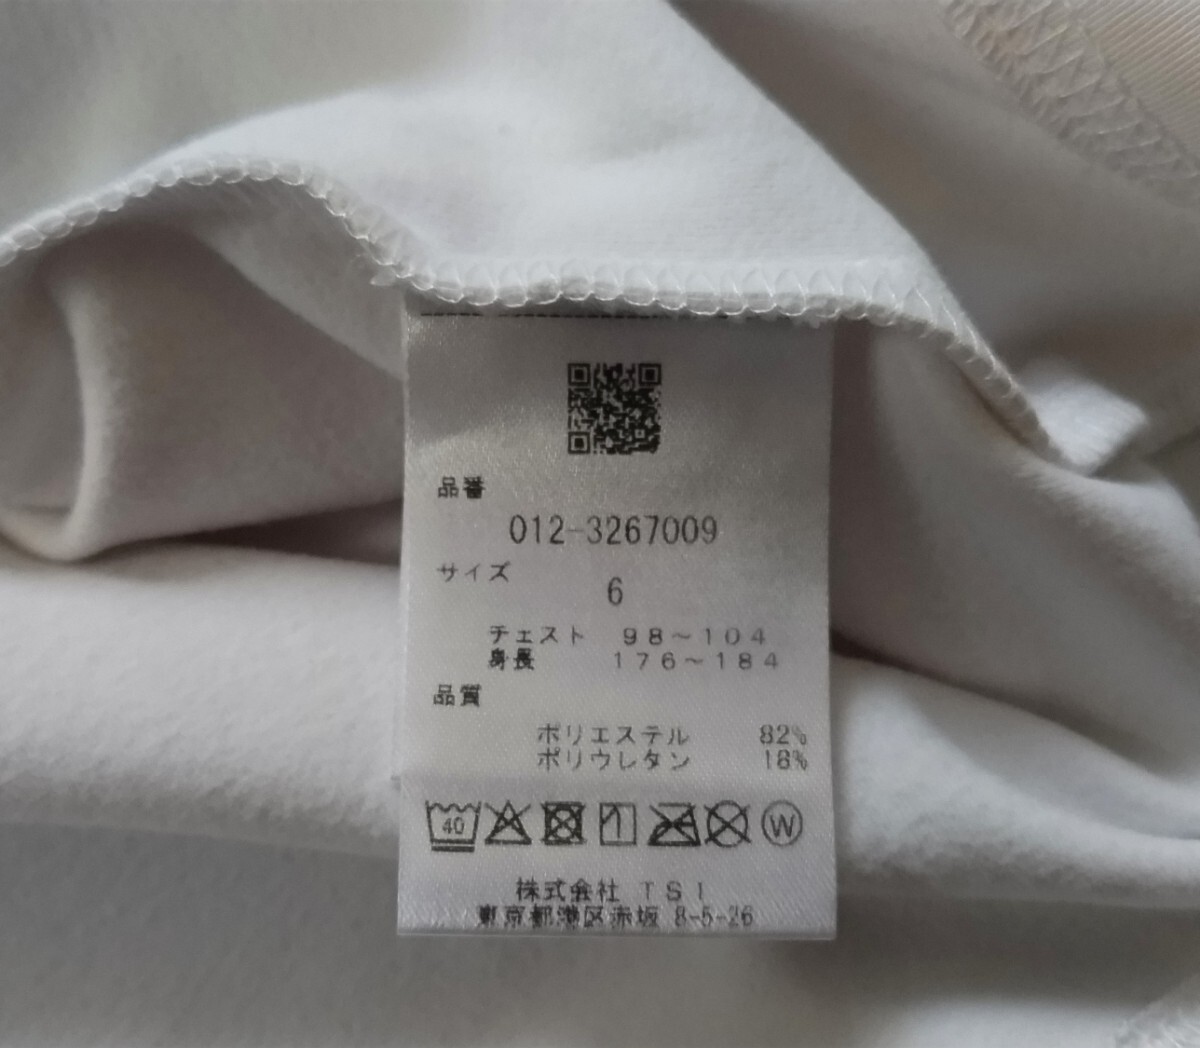 品番
012-3267009
サイズ
6
チェスト 98～104
身長 176～184
品質
ポリエステル 82%
ポリウレタン 18%
40
W
株式会社 TSI
東京都港区赤坂 8-5-26